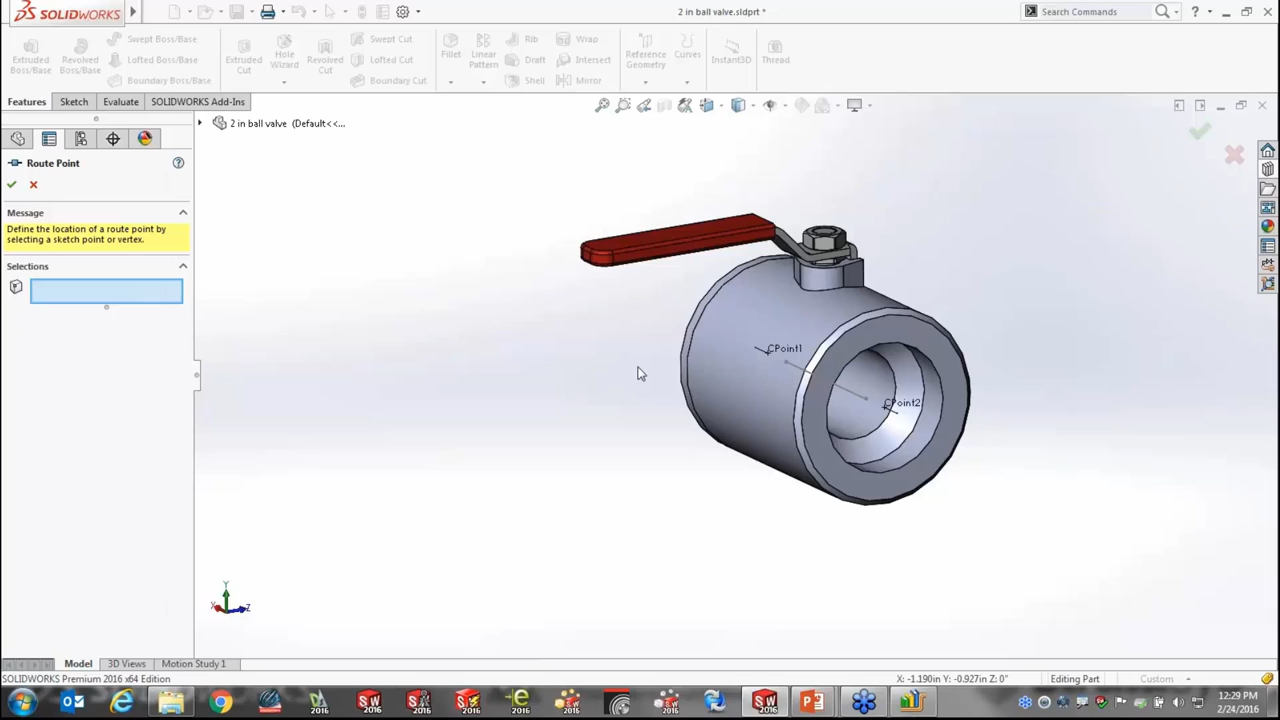 SOLIDWORKS
2 in ball valve.sldprt *
Search Commands
Extruded Boss/Base
Revolved Boss/Base
Swept Boss/Base
Lofted Boss/Base
Boundary Boss/Base
Extruded Cut
Hole Wizard
Revolved Cut
Swept Cut
Lofted Cut
Boundary Cut
Fillet
Linear Pattern
Rib
Draft
Shell
Wrap
Intersect
Mirror
Reference Geometry
Curves
Instant3D
Thread
Features
Sketch
Evaluate
SOLIDWORKS Add-Ins
2 in ball valve (Default<<...
Route Point
Message
Define the location of a route point by
selecting a sketch point or vertex.
Selections
CPoint1
CPoint2
Y
X
Z
Model
3D Views
Motion Study 1
SOLIDWORKS Premium 2016 x64 Edition
X: -1.190in Y: -0.927in Z: 0"
Editing Part
Custom
12:29 PM
2/24/2016